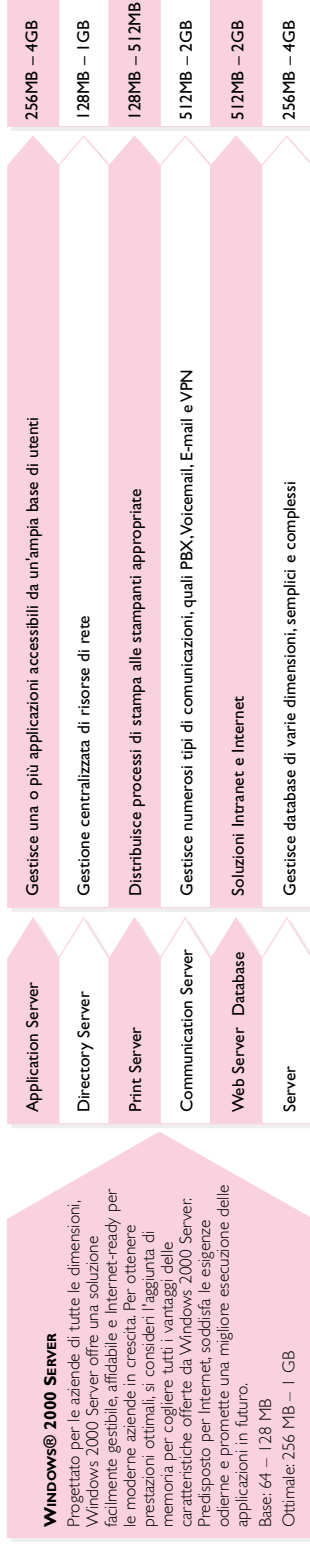 WINDOWS® 2000 SERVER
Progettato per le aziende di tutte le dimensioni,
Windows 2000 Server offre una soluzione
facilmente gestibile, affidabile e Internet-ready per
le moderne aziende in crescita. Per ottenere
prestazioni ottimali, si consideri l'aggiunta di
memoria per cogliere tutti i vantaggi delle
caratteristiche offerte da Windows 2000 Server.
Predisposto per Internet, soddisfa le esigenze
odierne e promette una migliore esecuzione delle
applicazioni in futuro.
Base: 64 – 128 MB
Ottimale: 256 MB – 1 GB
Application Server Gestisce una o più applicazioni accessibili da un'ampia base di utenti 256MB – 4GB
Directory Server Gestione centralizzata di risorse di rete 128MB – 1GB
Print Server Distribuisce processi di stampa alle stampanti appropriate 128MB – 512MB
Communication Server Gestisce numerosi tipi di comunicazioni, quali PBX, Voicemail, E-mail e VPN 512MB – 2GB
Web Server Database Soluzioni Intranet e Internet 512MB – 2GB
Server Gestisce database di varie dimensioni, semplici e complessi 256MB – 4GB